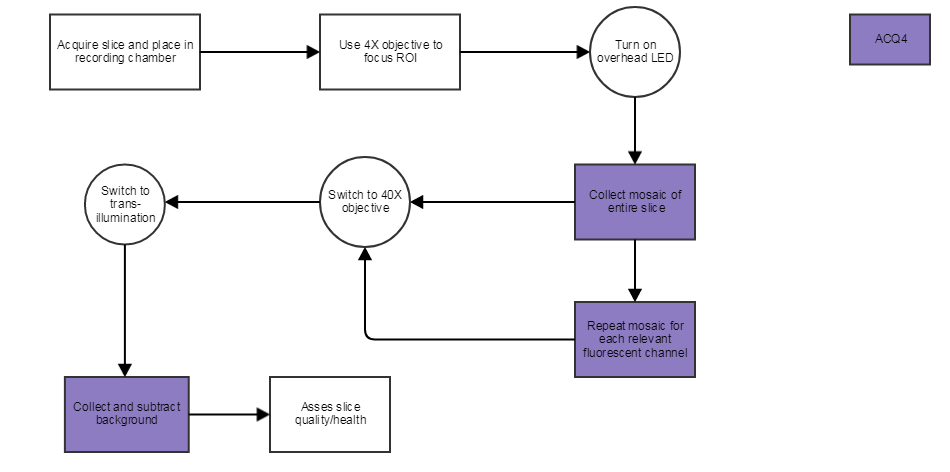 Acquire slice and place in
recording chamber
Use 4X objective to
focus ROI
Turn on
overhead LED
ACQ4
Switch to
trans-
illumination
Switch to 40X
objective
Collect mosaic of
entire slice
Repeat mosaic for
each relevant
fluorescent channel
Collect and subtract
background
Asses slice
quality/health